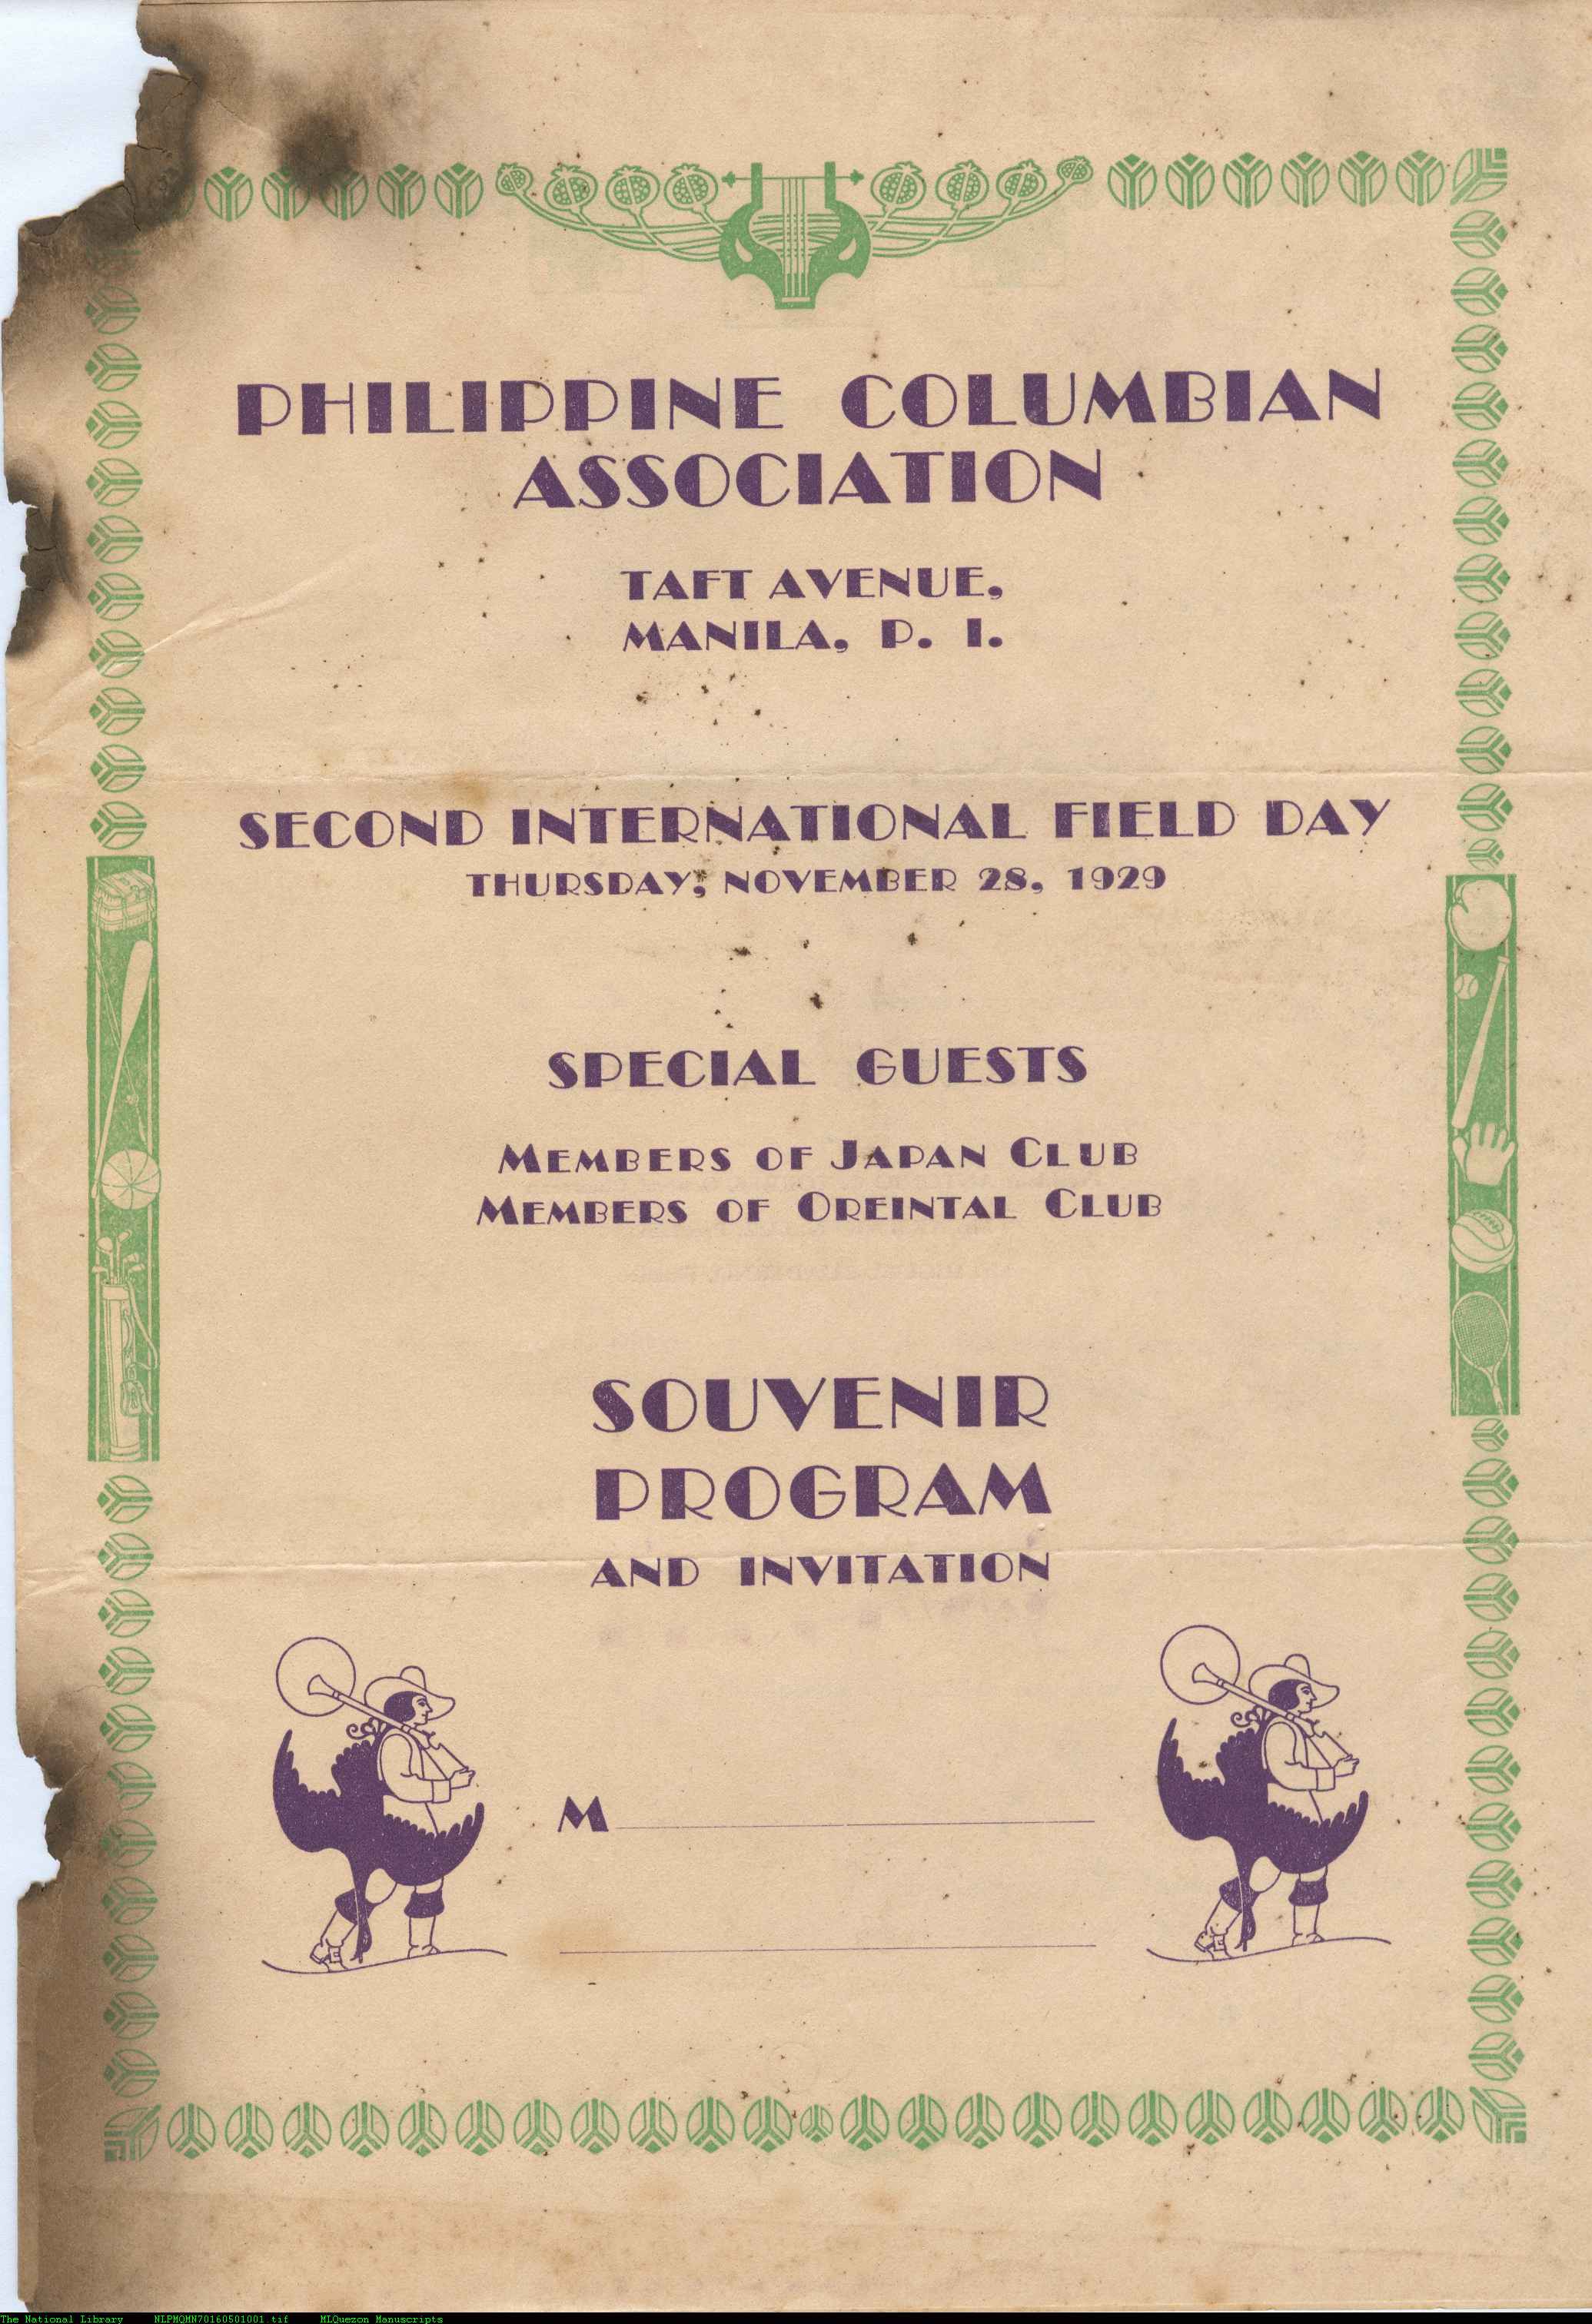 PHILIPPINE COLUMBIAN
ASSOCIATION
TAFT AVENUE,
MANILA, P. I.
SECOND INTERNATIONAL FIELD DAY
THURSDAY, NOVEMBER 28, 1929
SPECIAL GUESTS
MEMBERS OF JAPAN CLUB
MEMBERS OF OREINTAL CLUB
SOUVENIR
PROGRAM
AND INVITATION
M
The National Library NLPMQMN70160501001.tif MLQuezon Manuscripts